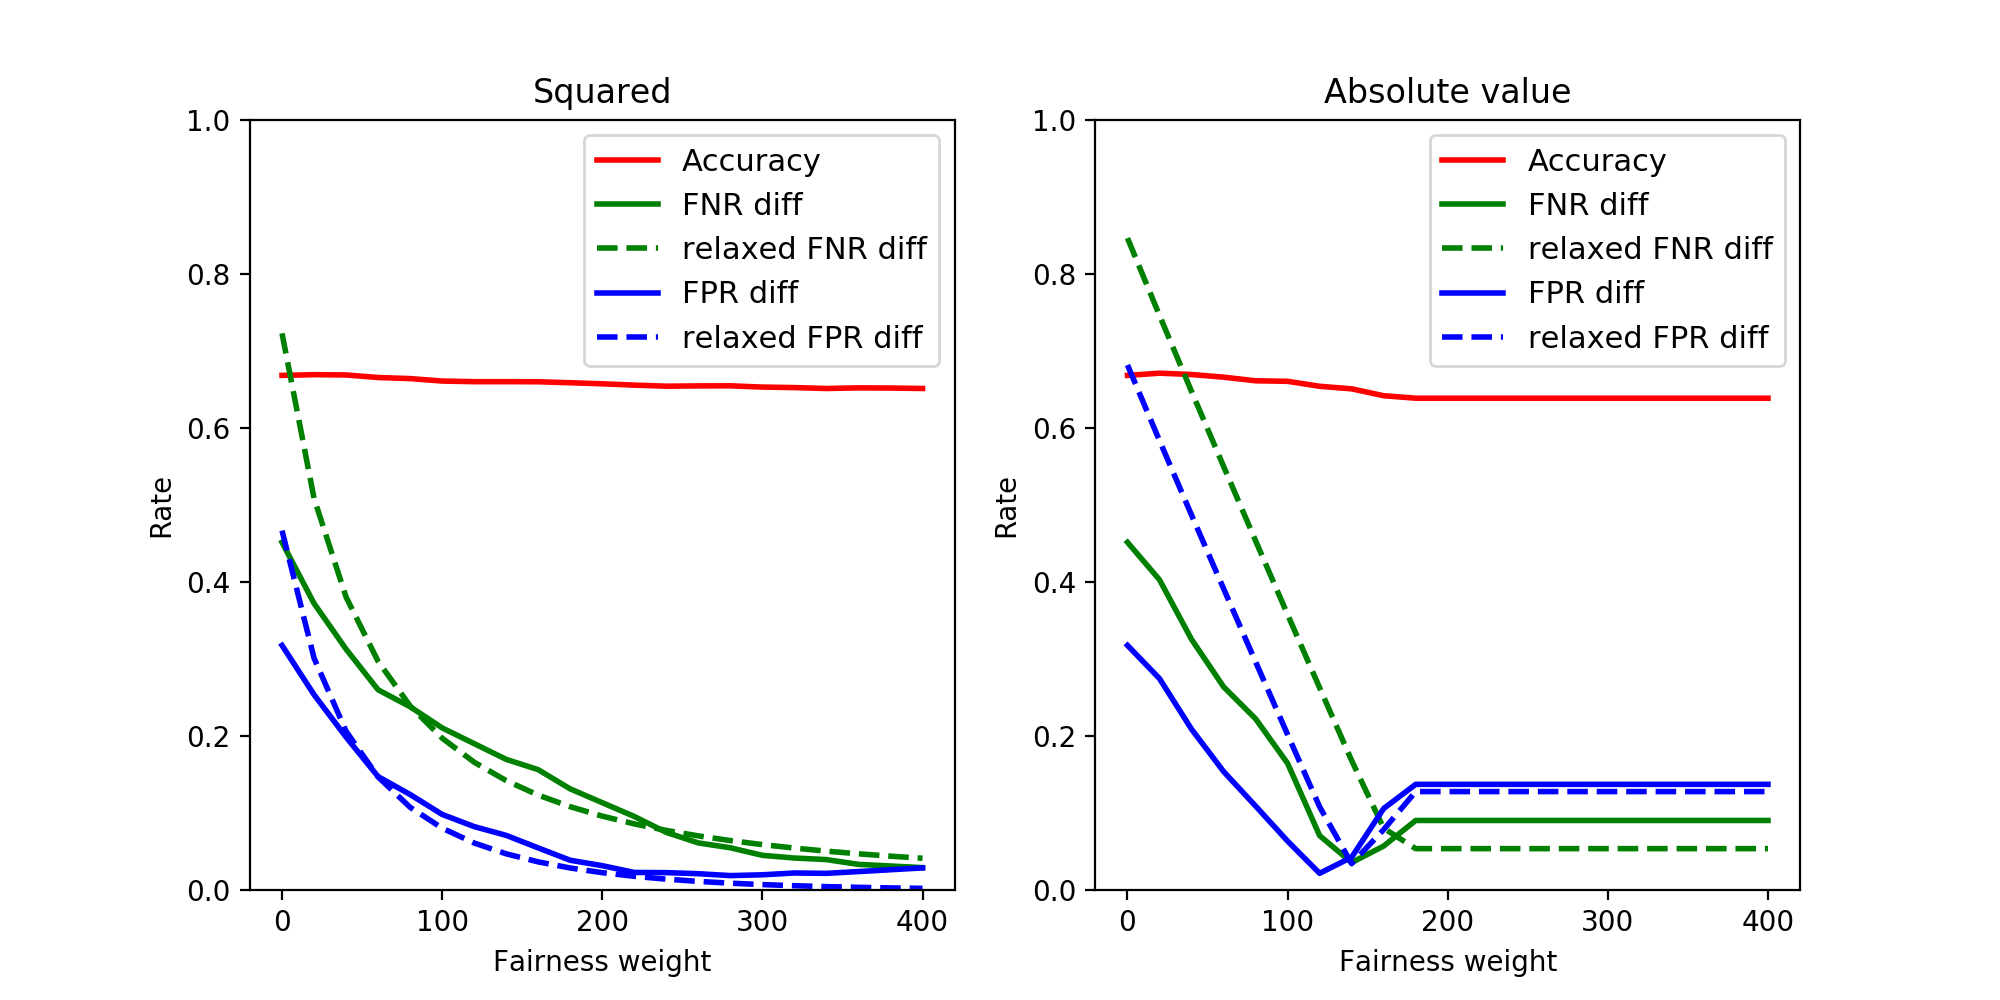 Squared
1.0
0.8
0.6
0.4
0.2
0.0
Rate
Accuracy
FNR diff
relaxed FNR diff
FPR diff
relaxed FPR diff
0 100 200 300 400
Fairness weight
Absolute value
1.0
0.8
0.6
0.4
0.2
0.0
Rate
Accuracy
FNR diff
relaxed FNR diff
FPR diff
relaxed FPR diff
0 100 200 300 400
Fairness weight